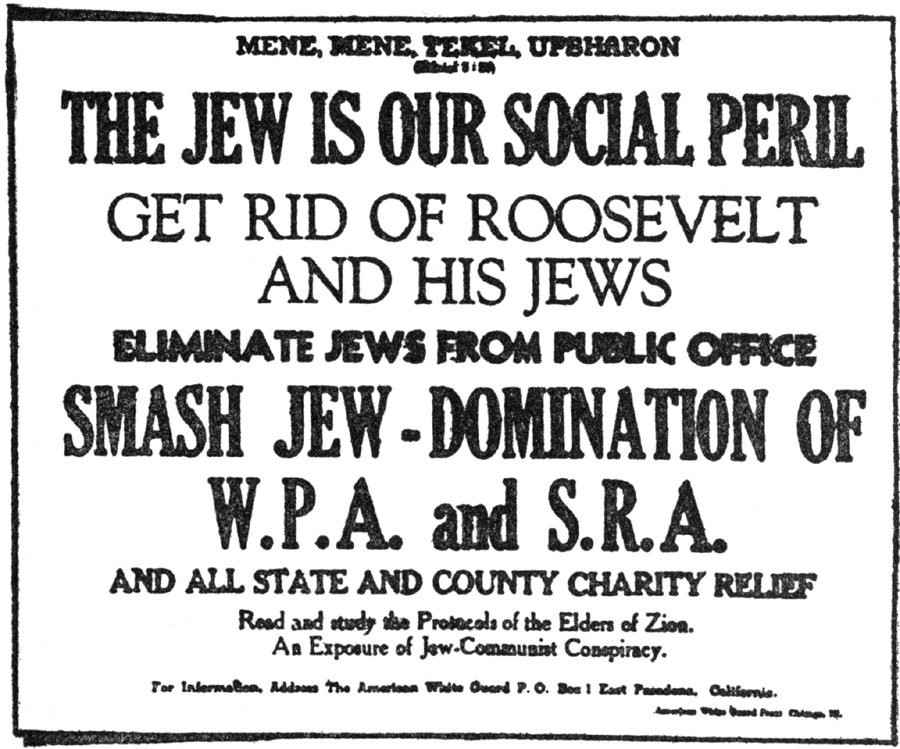 MENE, MENE, TEKEL, UPSHARON
THE JEW IS OUR SOCIAL PERIL
GET RID OF ROOSEVELT
AND HIS JEWS
ELIMINATE JEWS FROM PUBLIC OFFICE
SMASH JEW-DOMINATION OF
W.P.A. and S.R.A.
AND ALL STATE AND COUNTY CHARITY RELIEF
Read and study the Protocols of the Elders of Zion.
An Exposure of Jew-Communist Conspiracy.
For Information, Address The American White Guard P. O. Box 1 East Pasadena, California.
American White Guard Press Chicago, Ill.